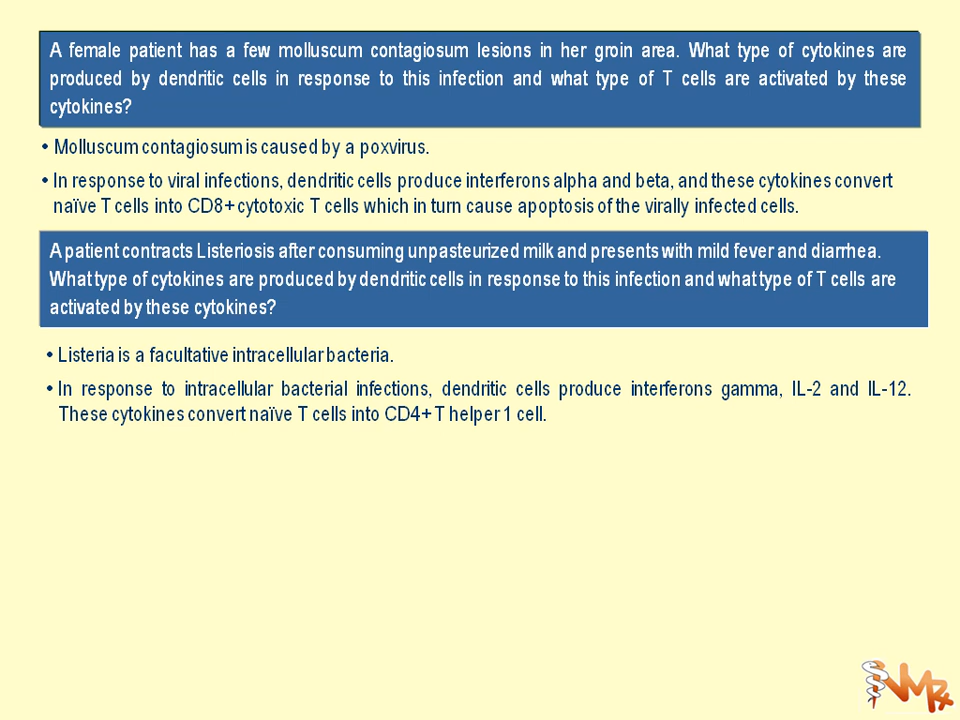 A female patient has a few molluscum contagiosum lesions in her groin area. What type of cytokines are
produced by dendritic cells in response to this infection and what type of T cells are activated by these
cytokines?
• Molluscum contagiosum is caused by a poxvirus.
• In response to viral infections, dendritic cells produce interferons alpha and beta, and these cytokines convert
naïve T cells into CD8+ cytotoxic T cells which in turn cause apoptosis of the virally infected cells.
A patient contracts Listeriosis after consuming unpasteurized milk and presents with mild fever and diarrhea.
What type of cytokines are produced by dendritic cells in response to this infection and what type of T cells are
activated by these cytokines?
• Listeria is a facultative intracellular bacteria.
• In response to intracellular bacterial infections, dendritic cells produce interferons gamma, IL-2 and IL-12.
These cytokines convert naïve T cells into CD4+ T helper 1 cell.